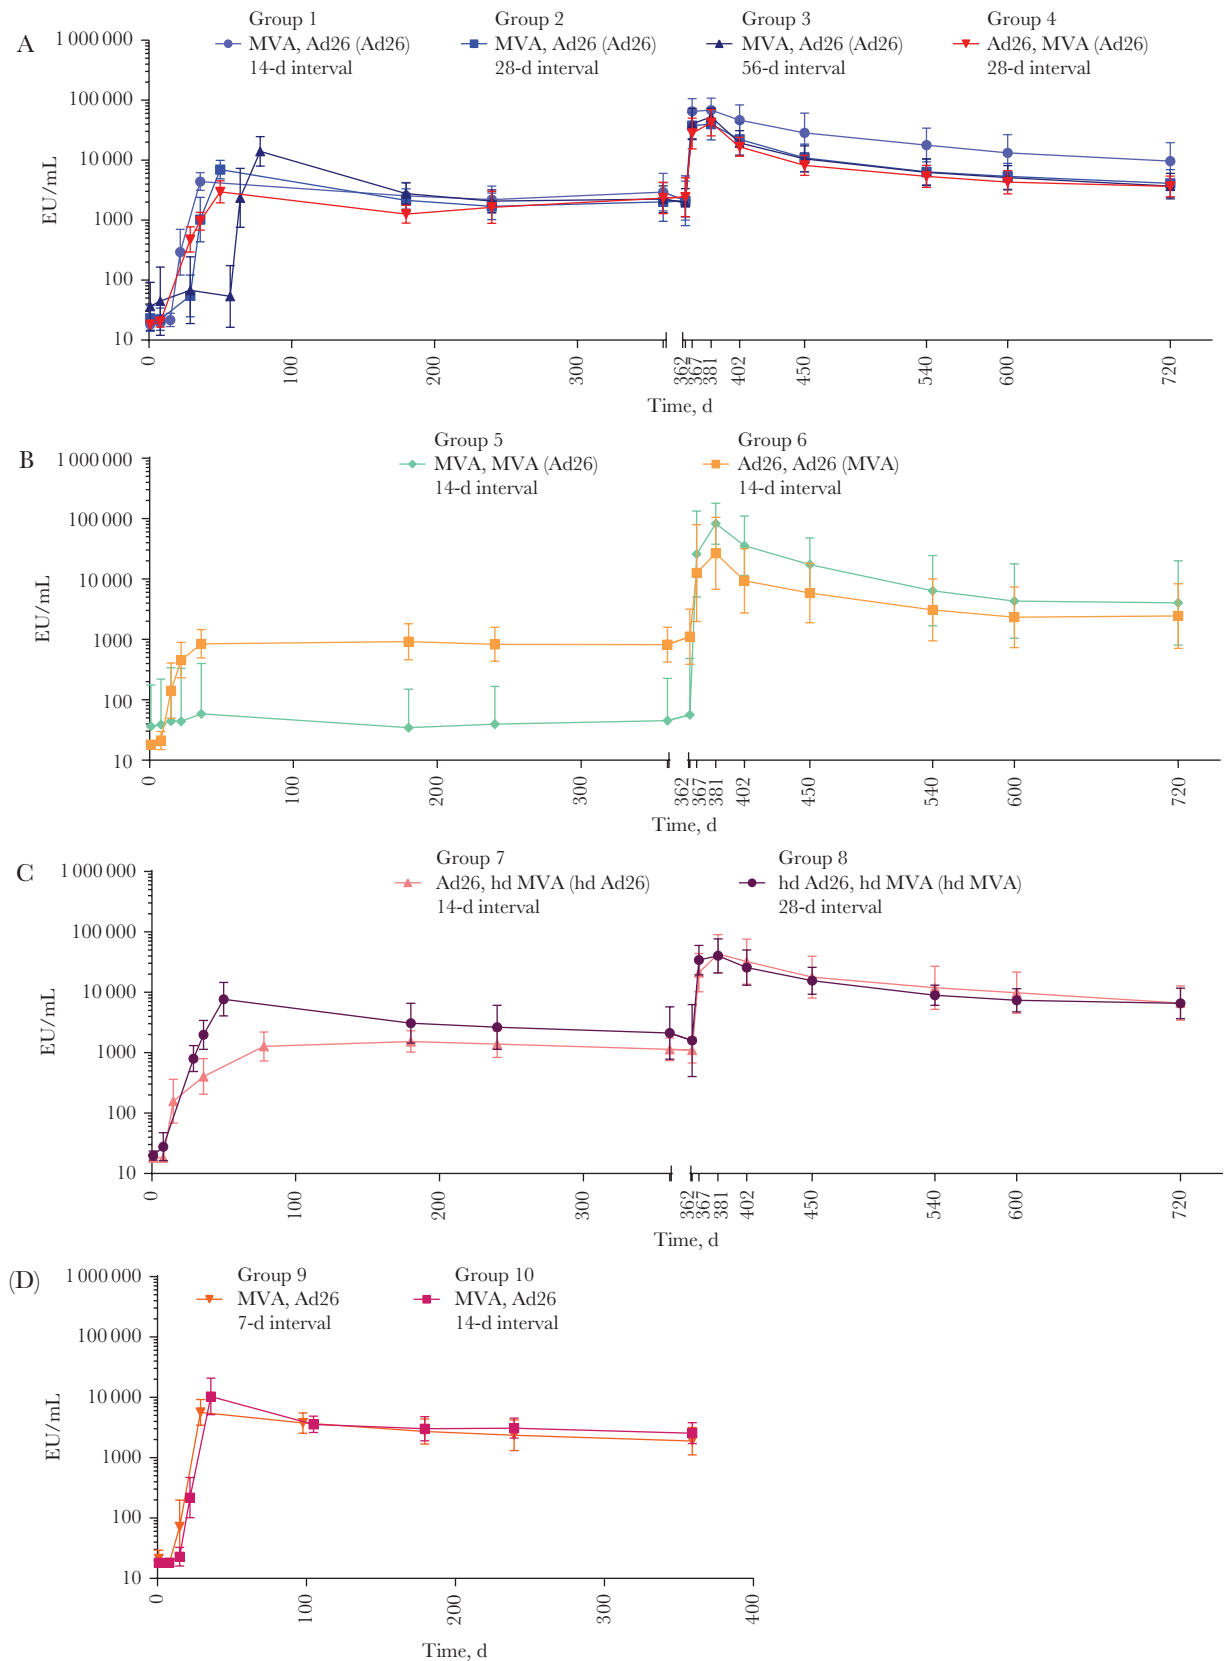 A
Group 1
MVA, Ad26 (Ad26)
14-d interval
Group 2
MVA, Ad26 (Ad26)
28-d interval
Group 3
MVA, Ad26 (Ad26)
56-d interval
Group 4
Ad26, MVA (Ad26)
28-d interval
EU/mL
1 000 000
100 000
10 000
1000
100
10
0
100
200
300
362
367
381
402
450
540
600
720
Time, d
B
Group 5
MVA, MVA (Ad26)
14-d interval
Group 6
Ad26, Ad26 (MVA)
14-d interval
EU/mL
1 000 000
100 000
10 000
1000
100
10
0
100
200
300
362
367
381
402
450
540
600
720
Time, d
C
Group 7
Ad26, hd MVA (hd Ad26)
14-d interval
Group 8
hd Ad26, hd MVA (hd MVA)
28-d interval
EU/mL
1 000 000
100 000
10 000
1000
100
10
0
100
200
300
362
367
381
402
450
540
600
720
Time, d
(D)
Group 9
MVA, Ad26
7-d interval
Group 10
MVA, Ad26
14-d interval
EU/mL
1 000 000
100 000
10 000
1000
100
10
0
100
200
300
400
Time, d